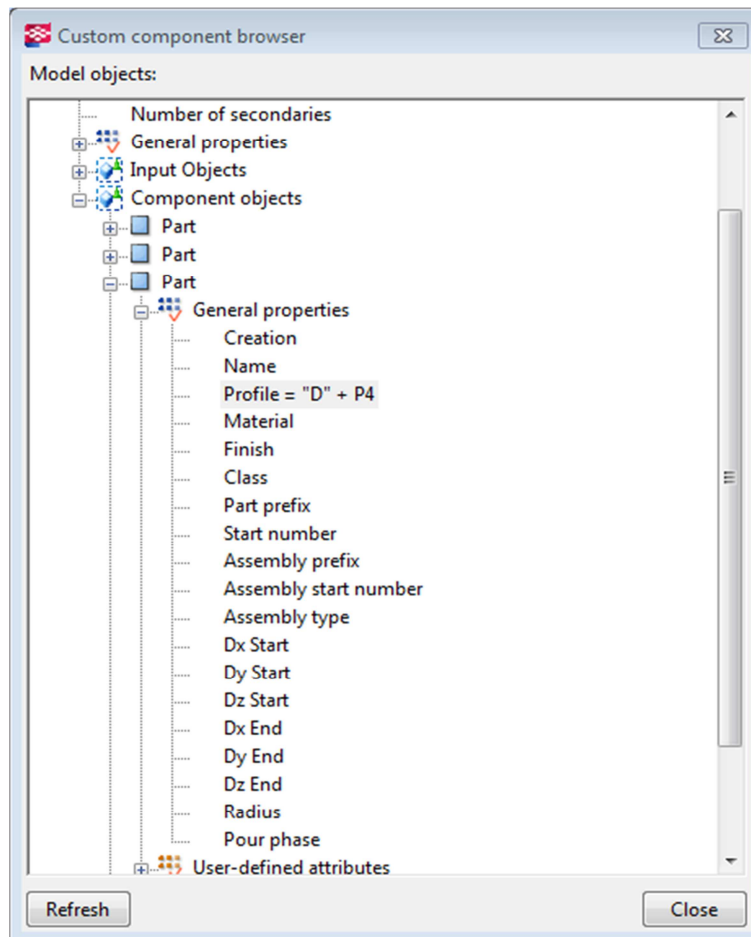 Custom component browser
Model objects:
Number of secondaries
General properties
Input Objects
Component objects
Part
Part
Part
General properties
Creation
Name
Profile = "D" + P4
Material
Finish
Class
Part prefix
Start number
Assembly prefix
Assembly start number
Assembly type
Dx Start
Dy Start
Dz Start
Dx End
Dy End
Dz End
Radius
Pour phase
User-defined attributes
Refresh Close